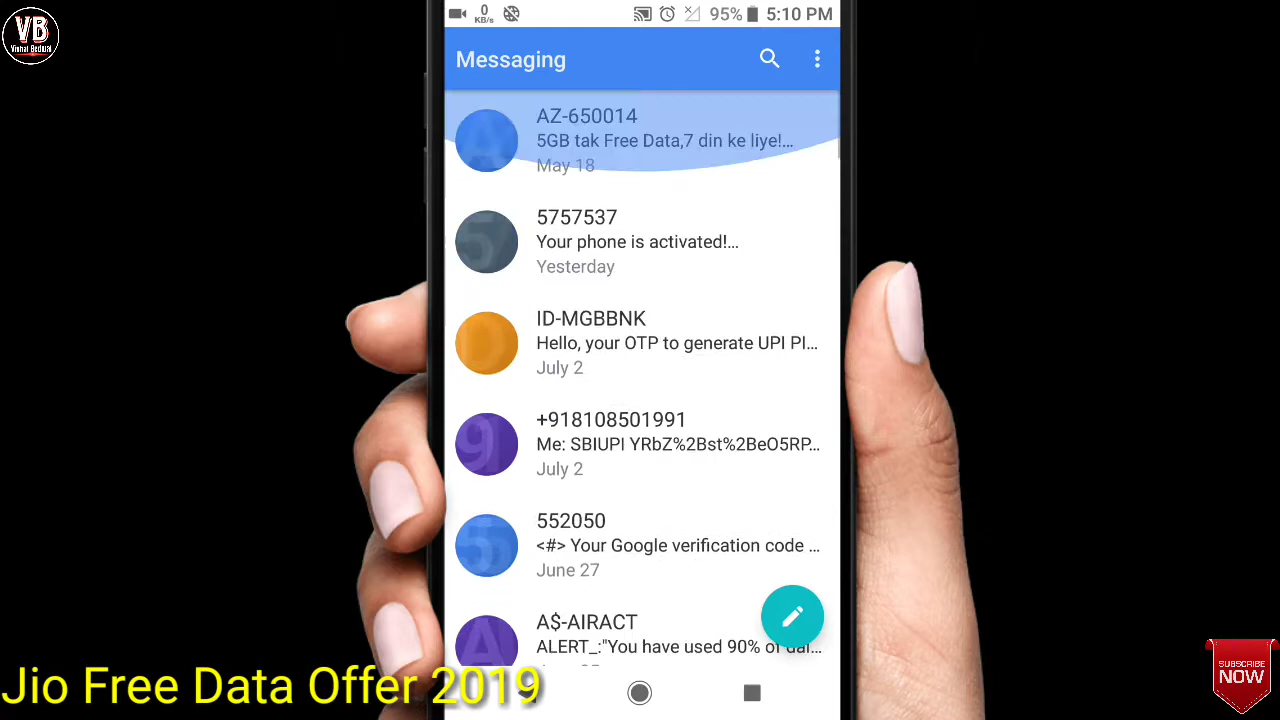 VB
Vishal Bediual
0
KB/s
95%
5:10 PM
Messaging
AZ-650014
5GB tak Free Data,7 din ke liye!...
May 18
5757537
Your phone is activated!...
Yesterday
ID-MGBBNK
Hello, your OTP to generate UPI PI...
July 2
+918108501991
Me: SBIUPI YRbZ%2Bst%2BeO5RP...
July 2
552050
<#> Your Google verification code ...
June 27
A$-AIRACT
ALERT_:"You have used 90% of dai...
Jio Free Data Offer 2019
SUBSCRIBE
NOW